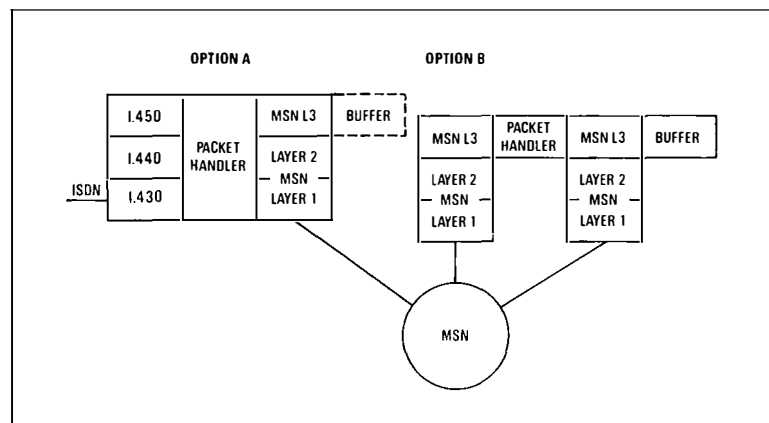 OPTION A
OPTION B
I.450
PACKET
HANDLER
MSN L3
BUFFER
I.440
LAYER 2
MSN
LAYER 1
ISDN
I.430
MSN L3
PACKET
HANDLER
MSN L3
BUFFER
LAYER 2
MSN
LAYER 1
LAYER 2
MSN
LAYER 1
MSN